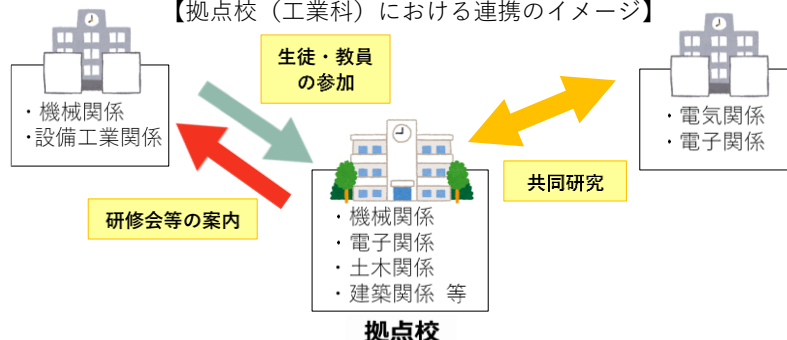 【拠点校（工業科）における連携のイメージ】
・機械関係
・設備工業関係
生徒・教員
の参加
・電気関係
・電子関係
研修会等の案内
共同研究
・機械関係
・電子関係
・土木関係
・建築関係 等
拠点校